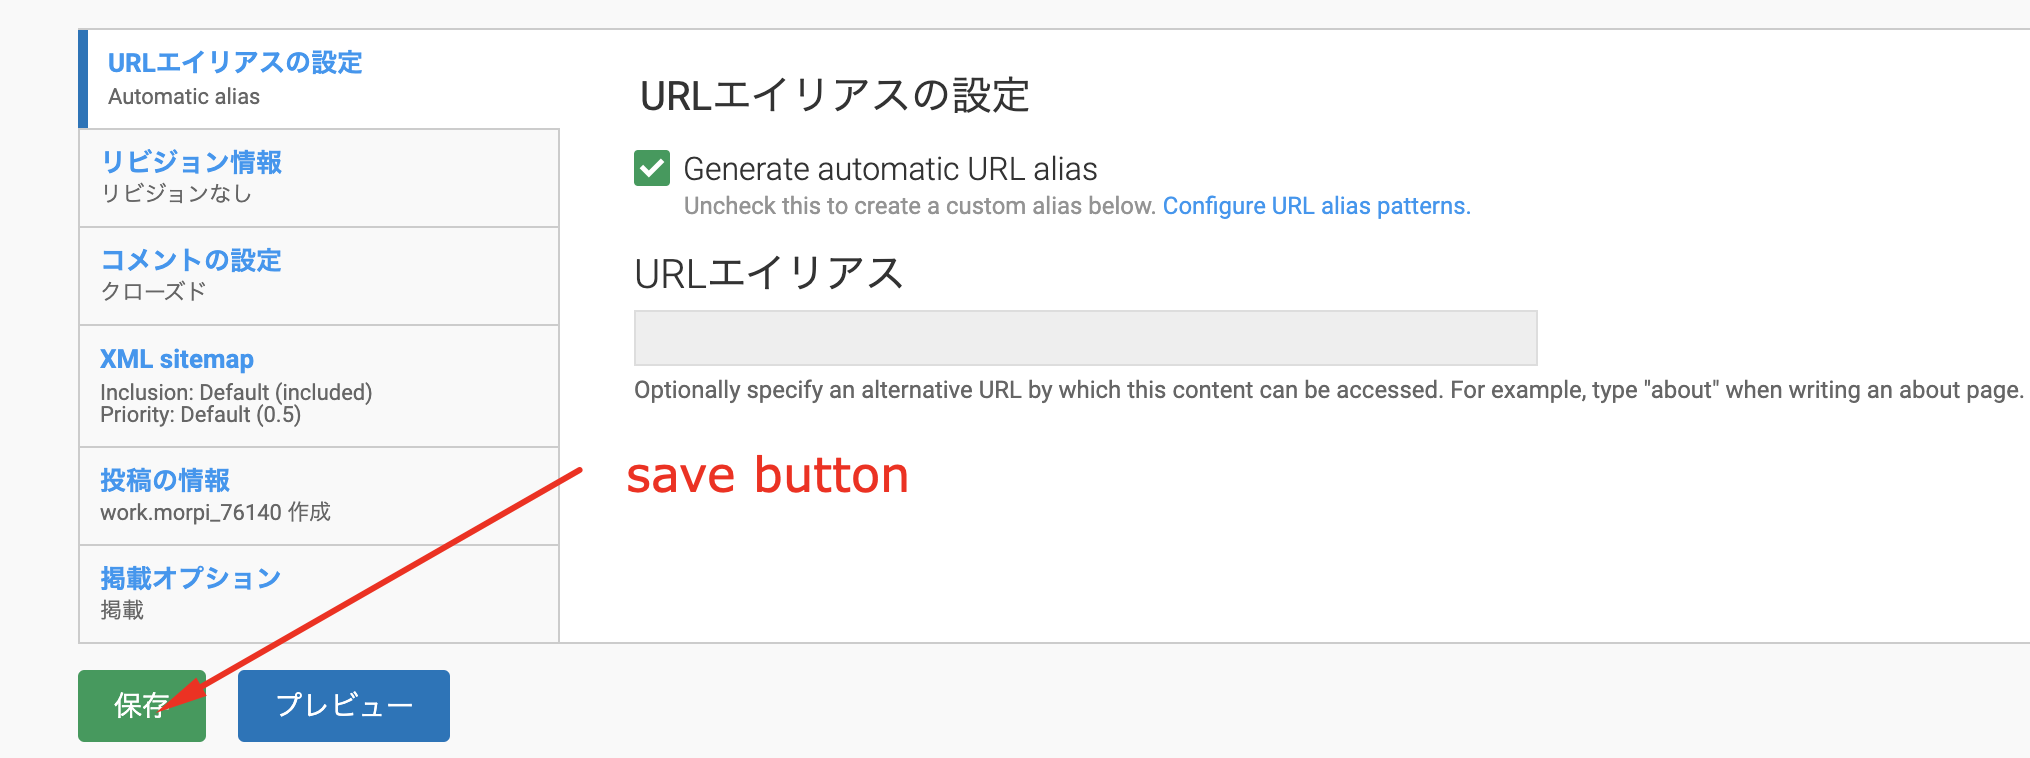 URLエイリアスの設定
Automatic alias
リビジョン情報
リビジョンなし
コメントの設定
クローズド
XML sitemap
Inclusion: Default (included)
Priority: Default (0.5)
投稿の情報
work.morpi_76140 作成
掲載オプション
掲載
URLエイリアスの設定
Generate automatic URL alias
Uncheck this to create a custom alias below. Configure URL alias patterns.
URLエイリアス
Optionally specify an alternative URL by which this content can be accessed. For example, type "about" when writing an about page.
save button
保存
プレビュー